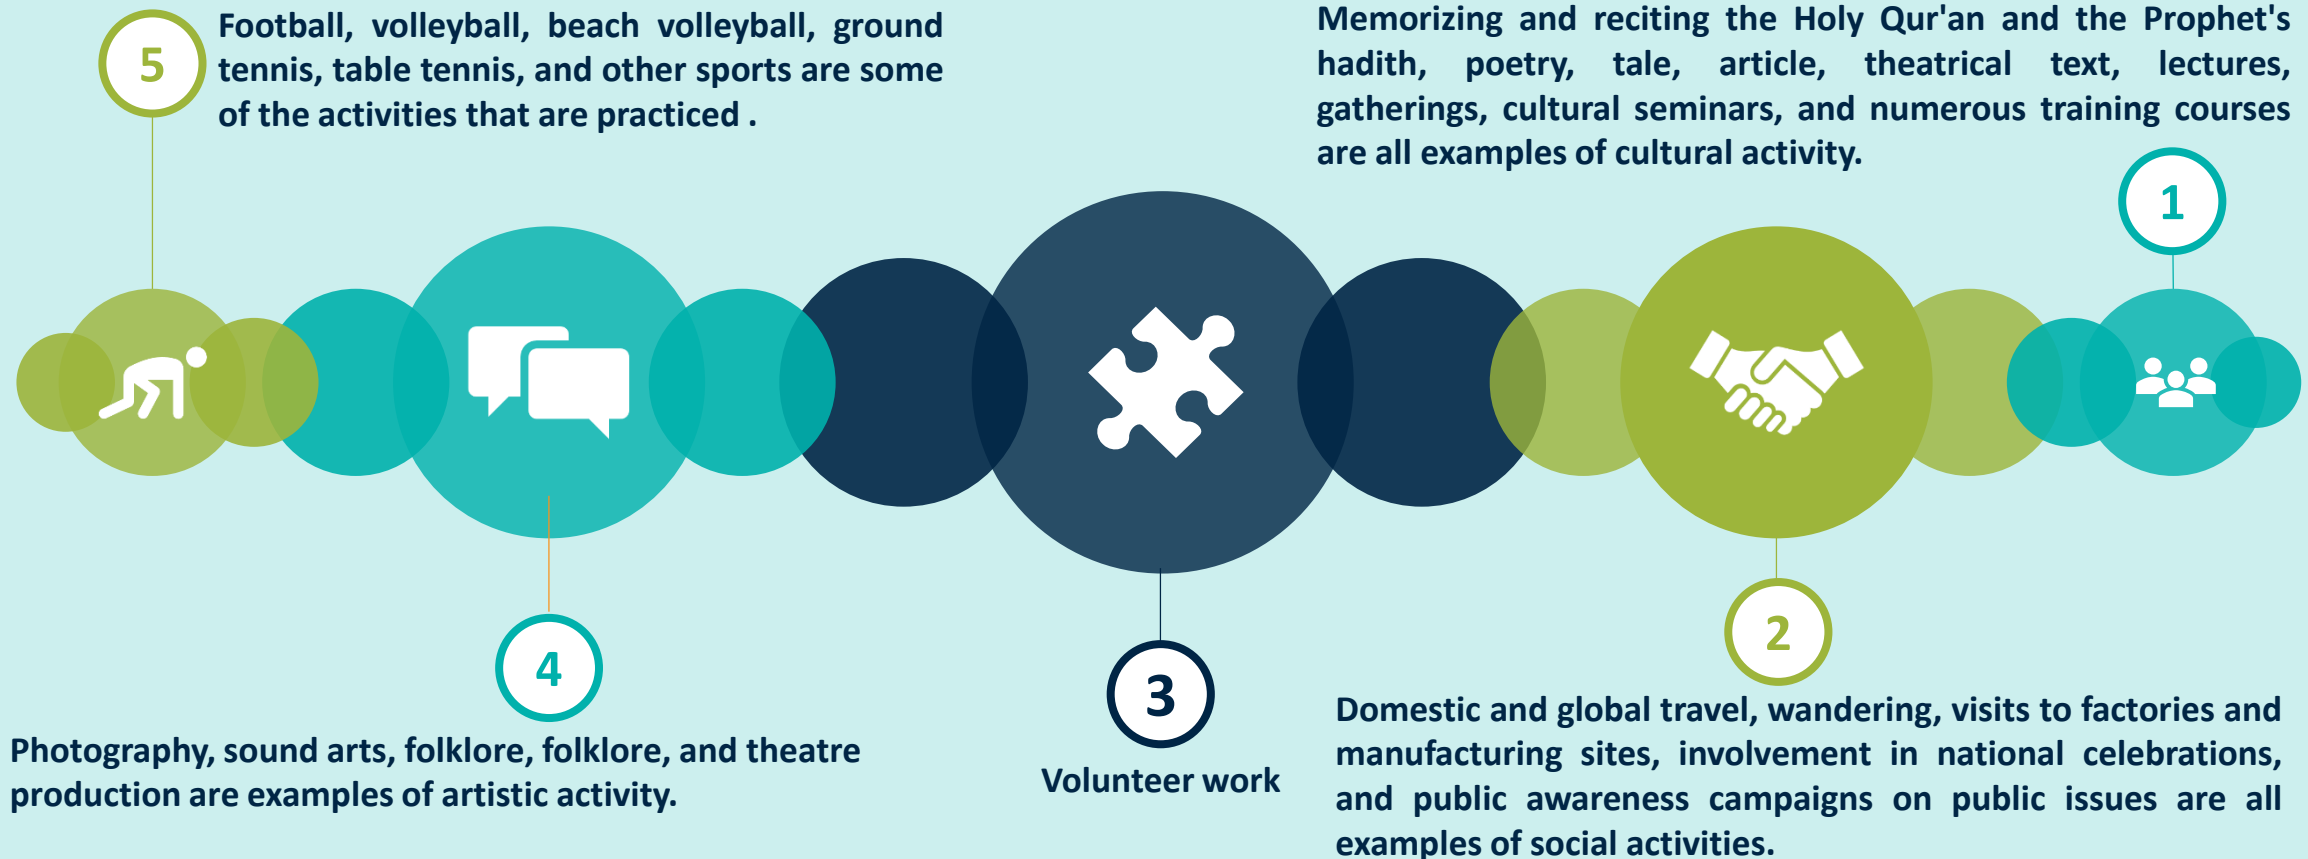 5
Football, volleyball, beach volleyball, ground
tennis, table tennis, and other sports are some
of the activities that are practiced .
Memorizing and reciting the Holy Qur'an and the Prophet's
hadith, poetry, tale, article, theatrical text, lectures,
gatherings, cultural seminars, and numerous training courses
are all examples of cultural activity.
1
4
Photography, sound arts, folklore, folklore, and theatre
production are examples of artistic activity.
3
Volunteer work
2
Domestic and global travel, wandering, visits to factories and
manufacturing sites, involvement in national celebrations,
and public awareness campaigns on public issues are all
examples of social activities.